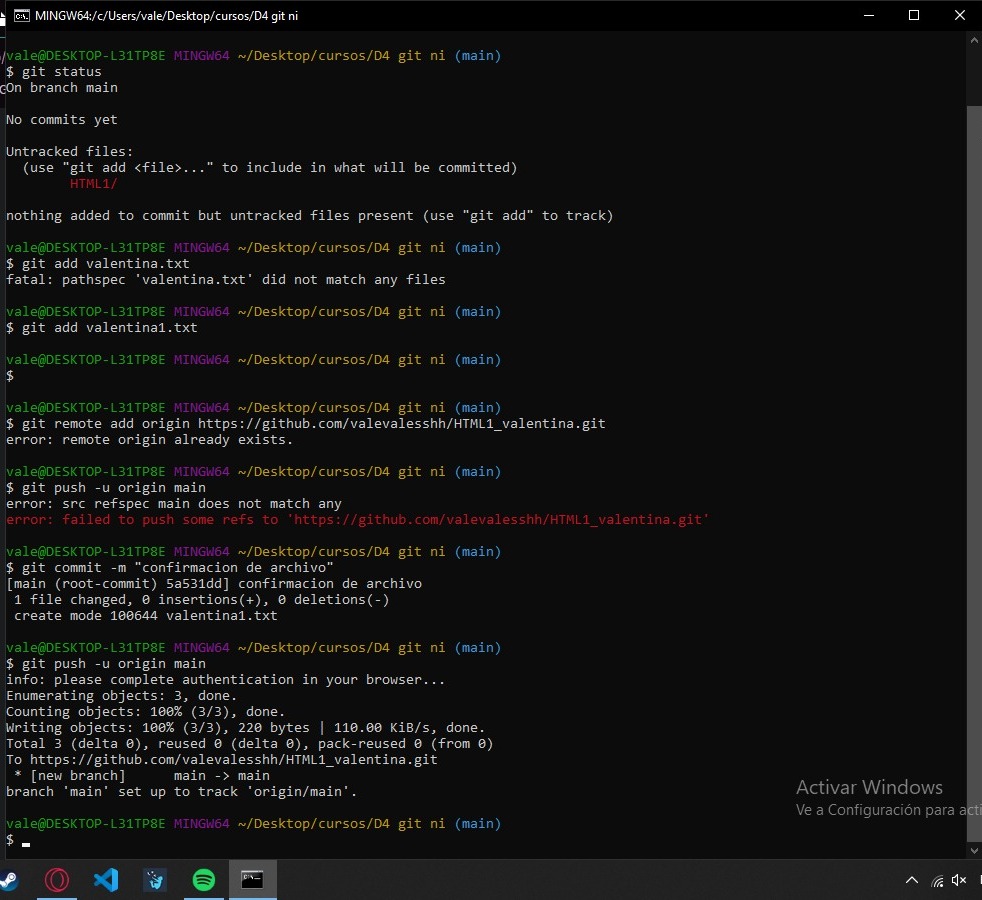 MINGW64:/c/Users/vale/Desktop/cursos/D4 git ni
vale@DESKTOP-L31TP8E MINGW64 ~/Desktop/cursos/D4 git ni (main)
$ git status
On branch main
No commits yet
Untracked files:
(use "git add <file>..." to include in what will be committed)
HTML1/
nothing added to commit but untracked files present (use "git add" to track)
vale@DESKTOP-L31TP8E MINGW64 ~/Desktop/cursos/D4 git ni (main)
$ git add valentina.txt
fatal: pathspec 'valentina.txt' did not match any files
vale@DESKTOP-L31TP8E MINGW64 ~/Desktop/cursos/D4 git ni (main)
$ git add valentina1.txt
vale@DESKTOP-L31TP8E MINGW64 ~/Desktop/cursos/D4 git ni (main)
$
vale@DESKTOP-L31TP8E MINGW64 ~/Desktop/cursos/D4 git ni (main)
$ git remote add origin https://github.com/valevalesshh/HTML1_valentina.git
error: remote origin already exists.
vale@DESKTOP-L31TP8E MINGW64 ~/Desktop/cursos/D4 git ni (main)
$ git push -u origin main
error: src refspec main does not match any
error: failed to push some refs to 'https://github.com/valevalesshh/HTML1_valentina.git'
vale@DESKTOP-L31TP8E MINGW64 ~/Desktop/cursos/D4 git ni (main)
$ git commit -m "confirmacion de archivo"
[main (root-commit) 5a531dd] confirmacion de archivo
1 file changed, 0 insertions(+), 0 deletions(-)
create mode 100644 valentina1.txt
vale@DESKTOP-L31TP8E MINGW64 ~/Desktop/cursos/D4 git ni (main)
$ git push -u origin main
info: please complete authentication in your browser...
Enumerating objects: 3, done.
Counting objects: 100% (3/3), done.
Writing objects: 100% (3/3), 220 bytes | 110.00 KiB/s, done.
Total 3 (delta 0), reused 0 (delta 0), pack-reused 0 (from 0)
To https://github.com/valevalesshh/HTML1_valentina.git
* [new branch]      main -> main
branch 'main' set up to track 'origin/main'.
vale@DESKTOP-L31TP8E MINGW64 ~/Desktop/cursos/D4 git ni (main)
$
Activar Windows
Ve a Configuración para acti